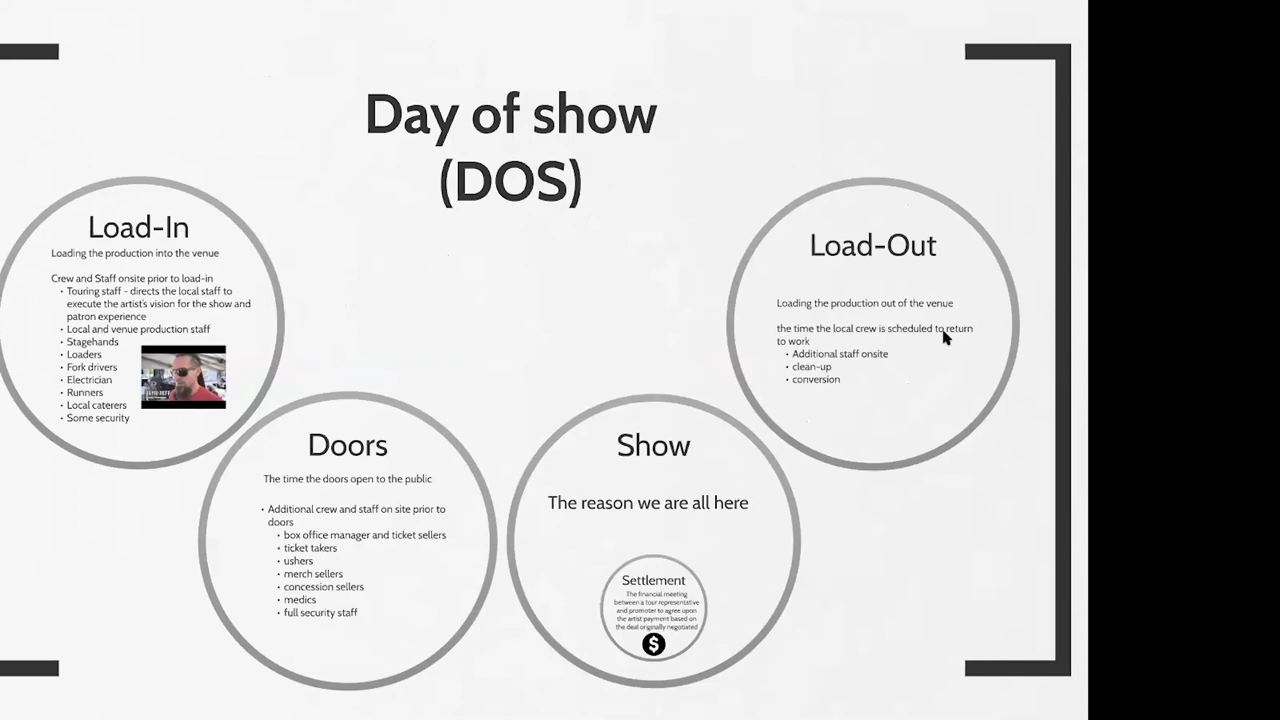 Day of show
(DOS)
Load-In
Loading the production into the venue
Crew and Staff onsite prior to load-in
• Touring staff - directs the local staff to
execute the artist's vision for the show and
patron experience
• Local and venue production staff
• Stagehands
• Loaders
• Fork drivers
• Electrician
• Runners
• Local caterers
• Some security
Doors
The time the doors open to the public
• Additional crew and staff on site prior to
doors
• box office manager and ticket sellers
• ticket takers
• ushers
• merch sellers
• concession sellers
• medics
• full security staff
Show
The reason we are all here
Settlement
The financial meeting
between a tour representative
and promoter to agree upon
the artist payment based on
the deal originally negotiated
$
Load-Out
Loading the production out of the venue
the time the local crew is scheduled to return
to work
• Additional staff onsite
• clean-up
• conversion